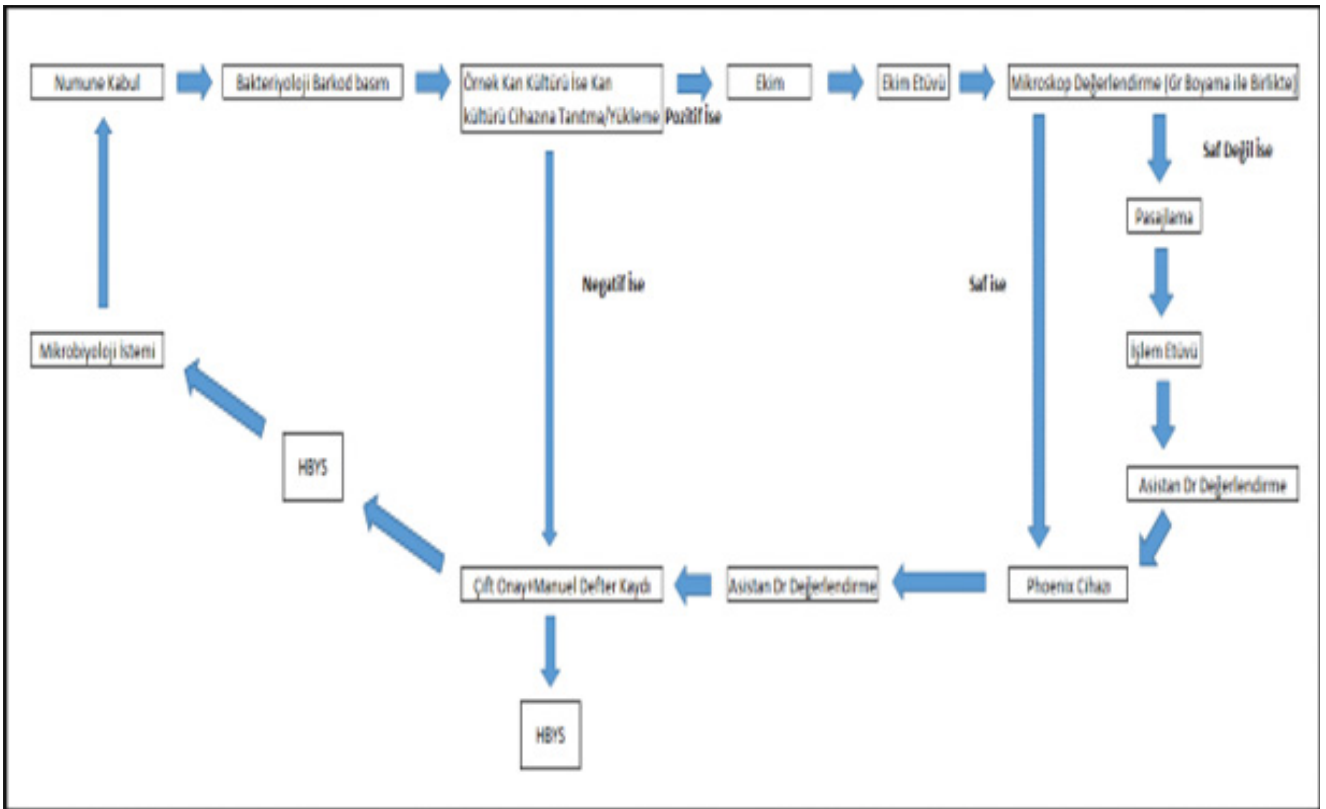 Numune Kabul
Bakteriyoloji Barkod basım
Örnek Kan Kültürü İse Kan
kültürü Cihazına Tanıtma/Yükleme
Pozitif İse
Ekim
Ekim Etüvü
Mikroskop Değerlendirme (Gr Boyama ile Birlikte)
Saf Değil İse
Pasajlama
Negatif İse
Saf ise
Mikrobiyoloji İstemi
İşlem Etüvü
HBYS
Asistan Dr Değerlendirme
Çift Onay+Manuel Defter Kaydı
Asistan Dr Değerlendirme
Phoenix Cihazı
HBYS